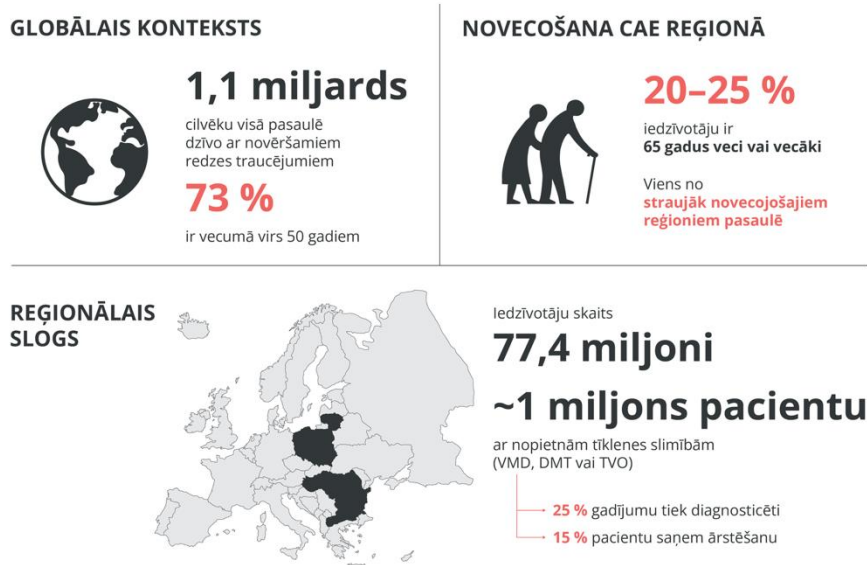 GLOBĀLAIS KONTEKSTS
1,1 miljards
cilvēku visā pasaulē
dzīvo ar novēršamiem
redzes traucējumiem
73 %
ir vecumā virs 50 gadiem
NOVECOŠANA CAE REĢIONĀ
20–25 %
iedzīvotāju ir
65 gadus veci vai vecāki
Viens no
straujāk novecojošajiem
reģioniem pasaulē
REĢIONĀLAIS
SLOGS
Iedzīvotāju skaits
77,4 miljoni
~1 miljons pacientu
ar nopietnām tīklenes slimībām
(VMD, DMT vai TVO)
25 % gadījumu tiek diagnosticēti
15 % pacientu saņem ārstēšanu